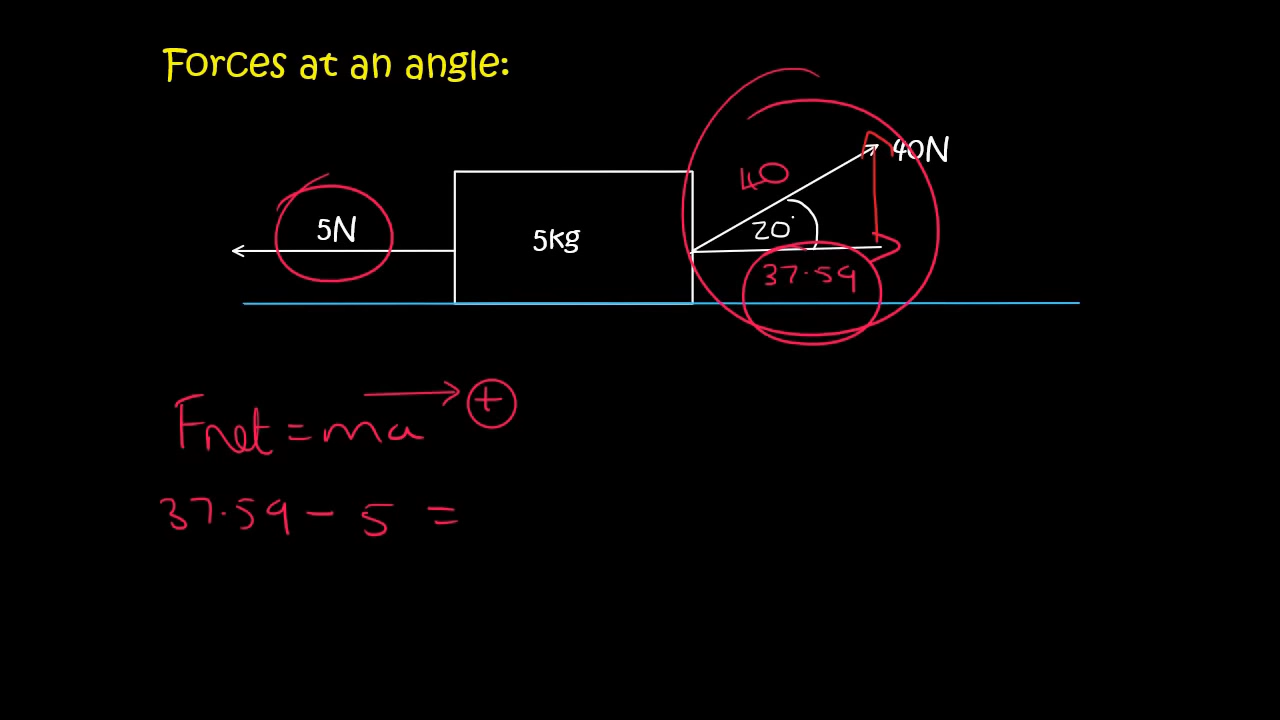 Forces at an angle:
40N
40
5N
5kg
20°
37.59
Fnet = ma
+
37.59 - 5 =